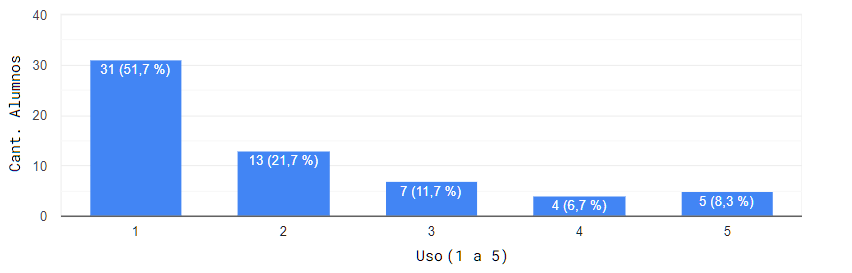 40
30
20
10
0
Cant. Alumnos
31 (51,7 %)
13 (21,7 %)
7 (11,7 %)
4 (6,7 %)
5 (8,3 %)
1
2
3
4
5
Uso (1 a 5)